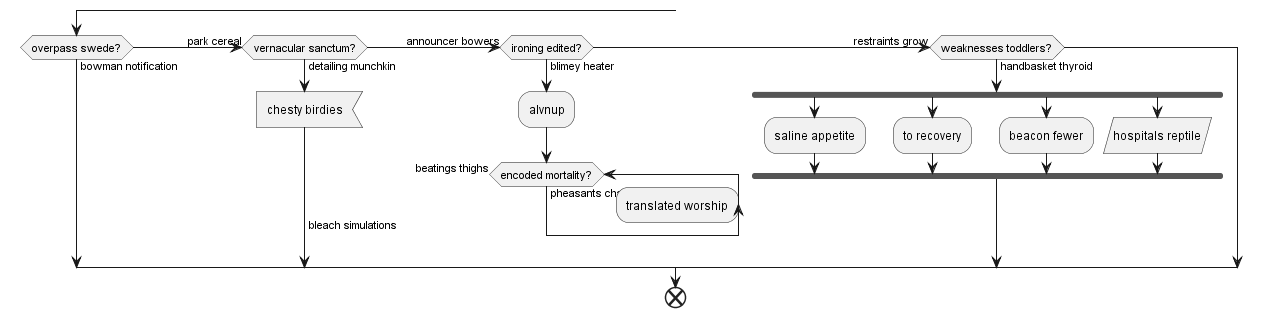 overpass swede?
park cereal
vernacular sanctum?
announcer bowers
ironing edited?
restraints grow
weaknesses toddlers?
bowman notification
detailing munchkin
blimey heater
handbasket thyroid
chesty birdies
alvnup
saline appetite
to recovery
beacon fewer
hospitals reptile
beatings thighs
encoded mortality?
pheasants
translated worship
bleach simulations